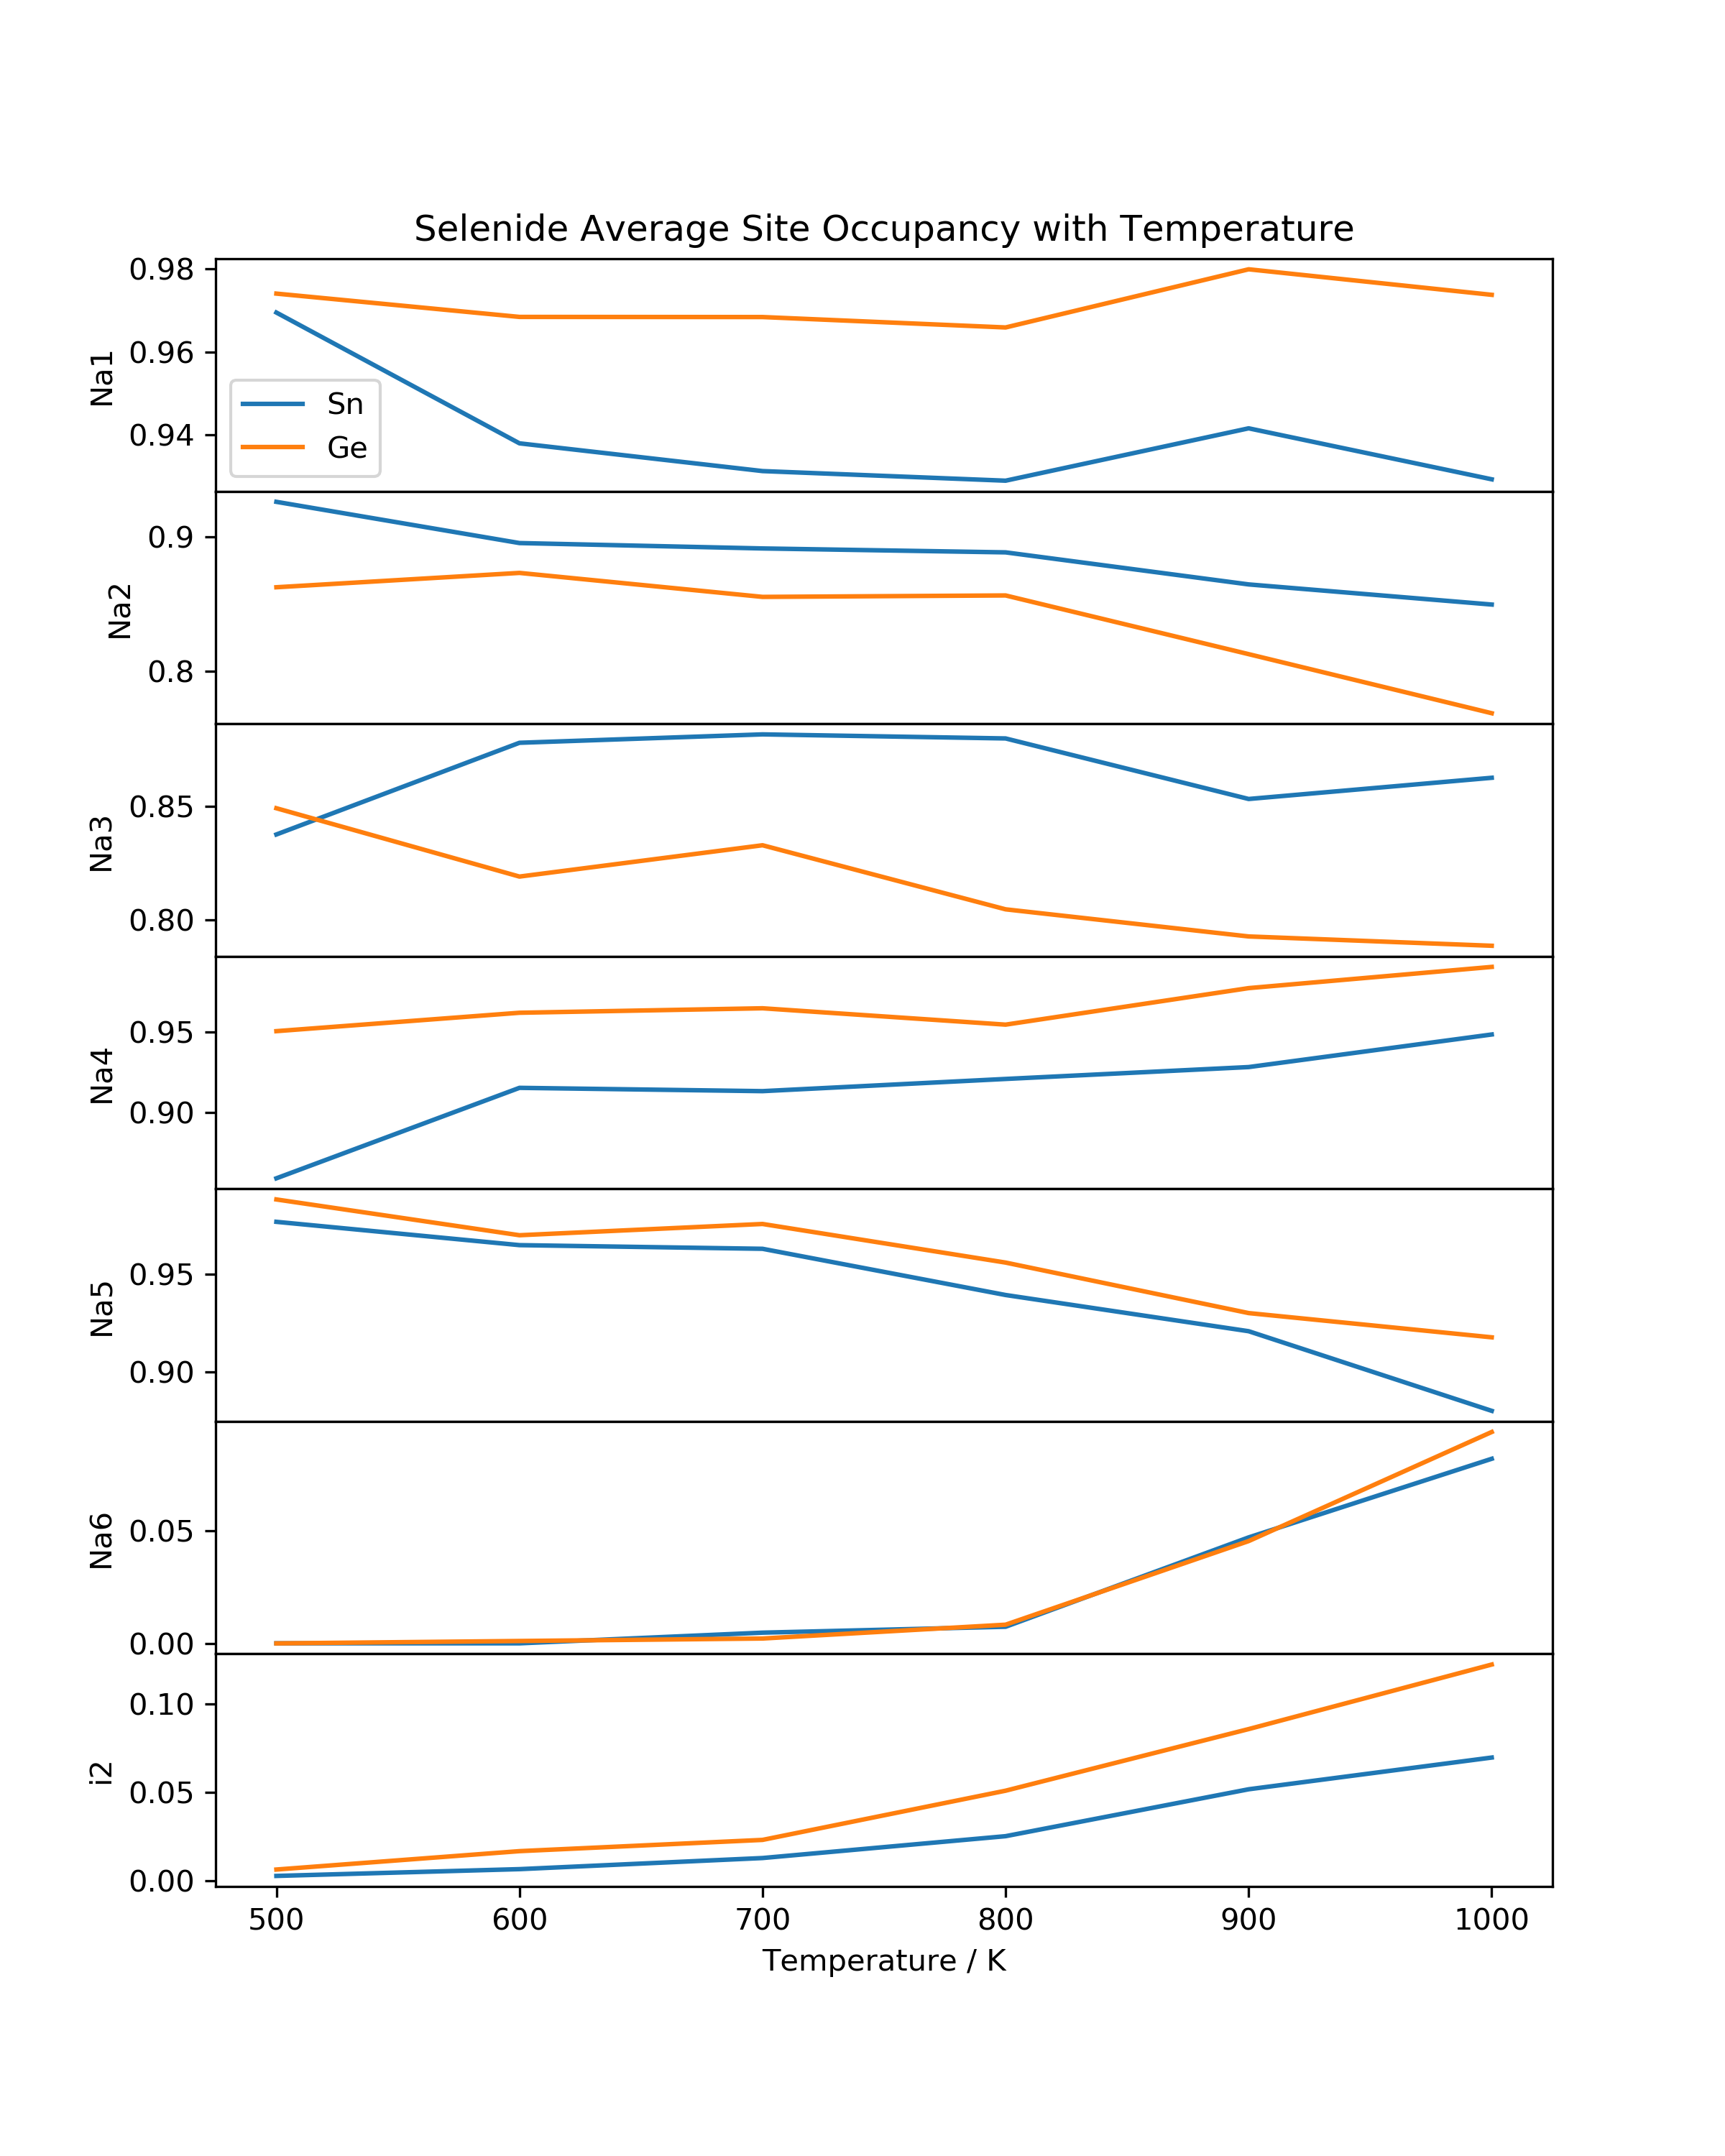 Selenide Average Site Occupancy with Temperature
0.98
0.96
0.94
Na1
Sn
Ge
0.9
0.8
Na2
0.85
0.80
Na3
0.95
0.90
Na4
0.95
0.90
Na5
0.05
0.00
Na6
0.10
0.05
0.00
i2
500 600 700 800 900 1000
Temperature / K